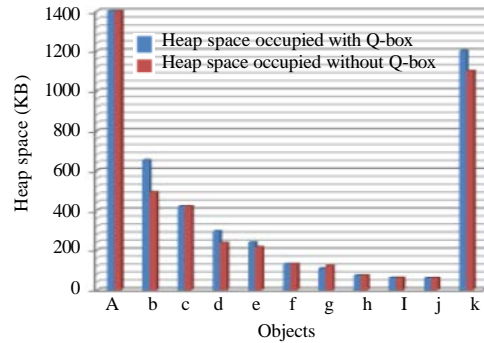 1400
1200
1000
800
600
400
200
0
Heap space (KB)
Heap space occupied with Q-box
Heap space occupied without Q-box
A b c d e f g h I j k
Objects